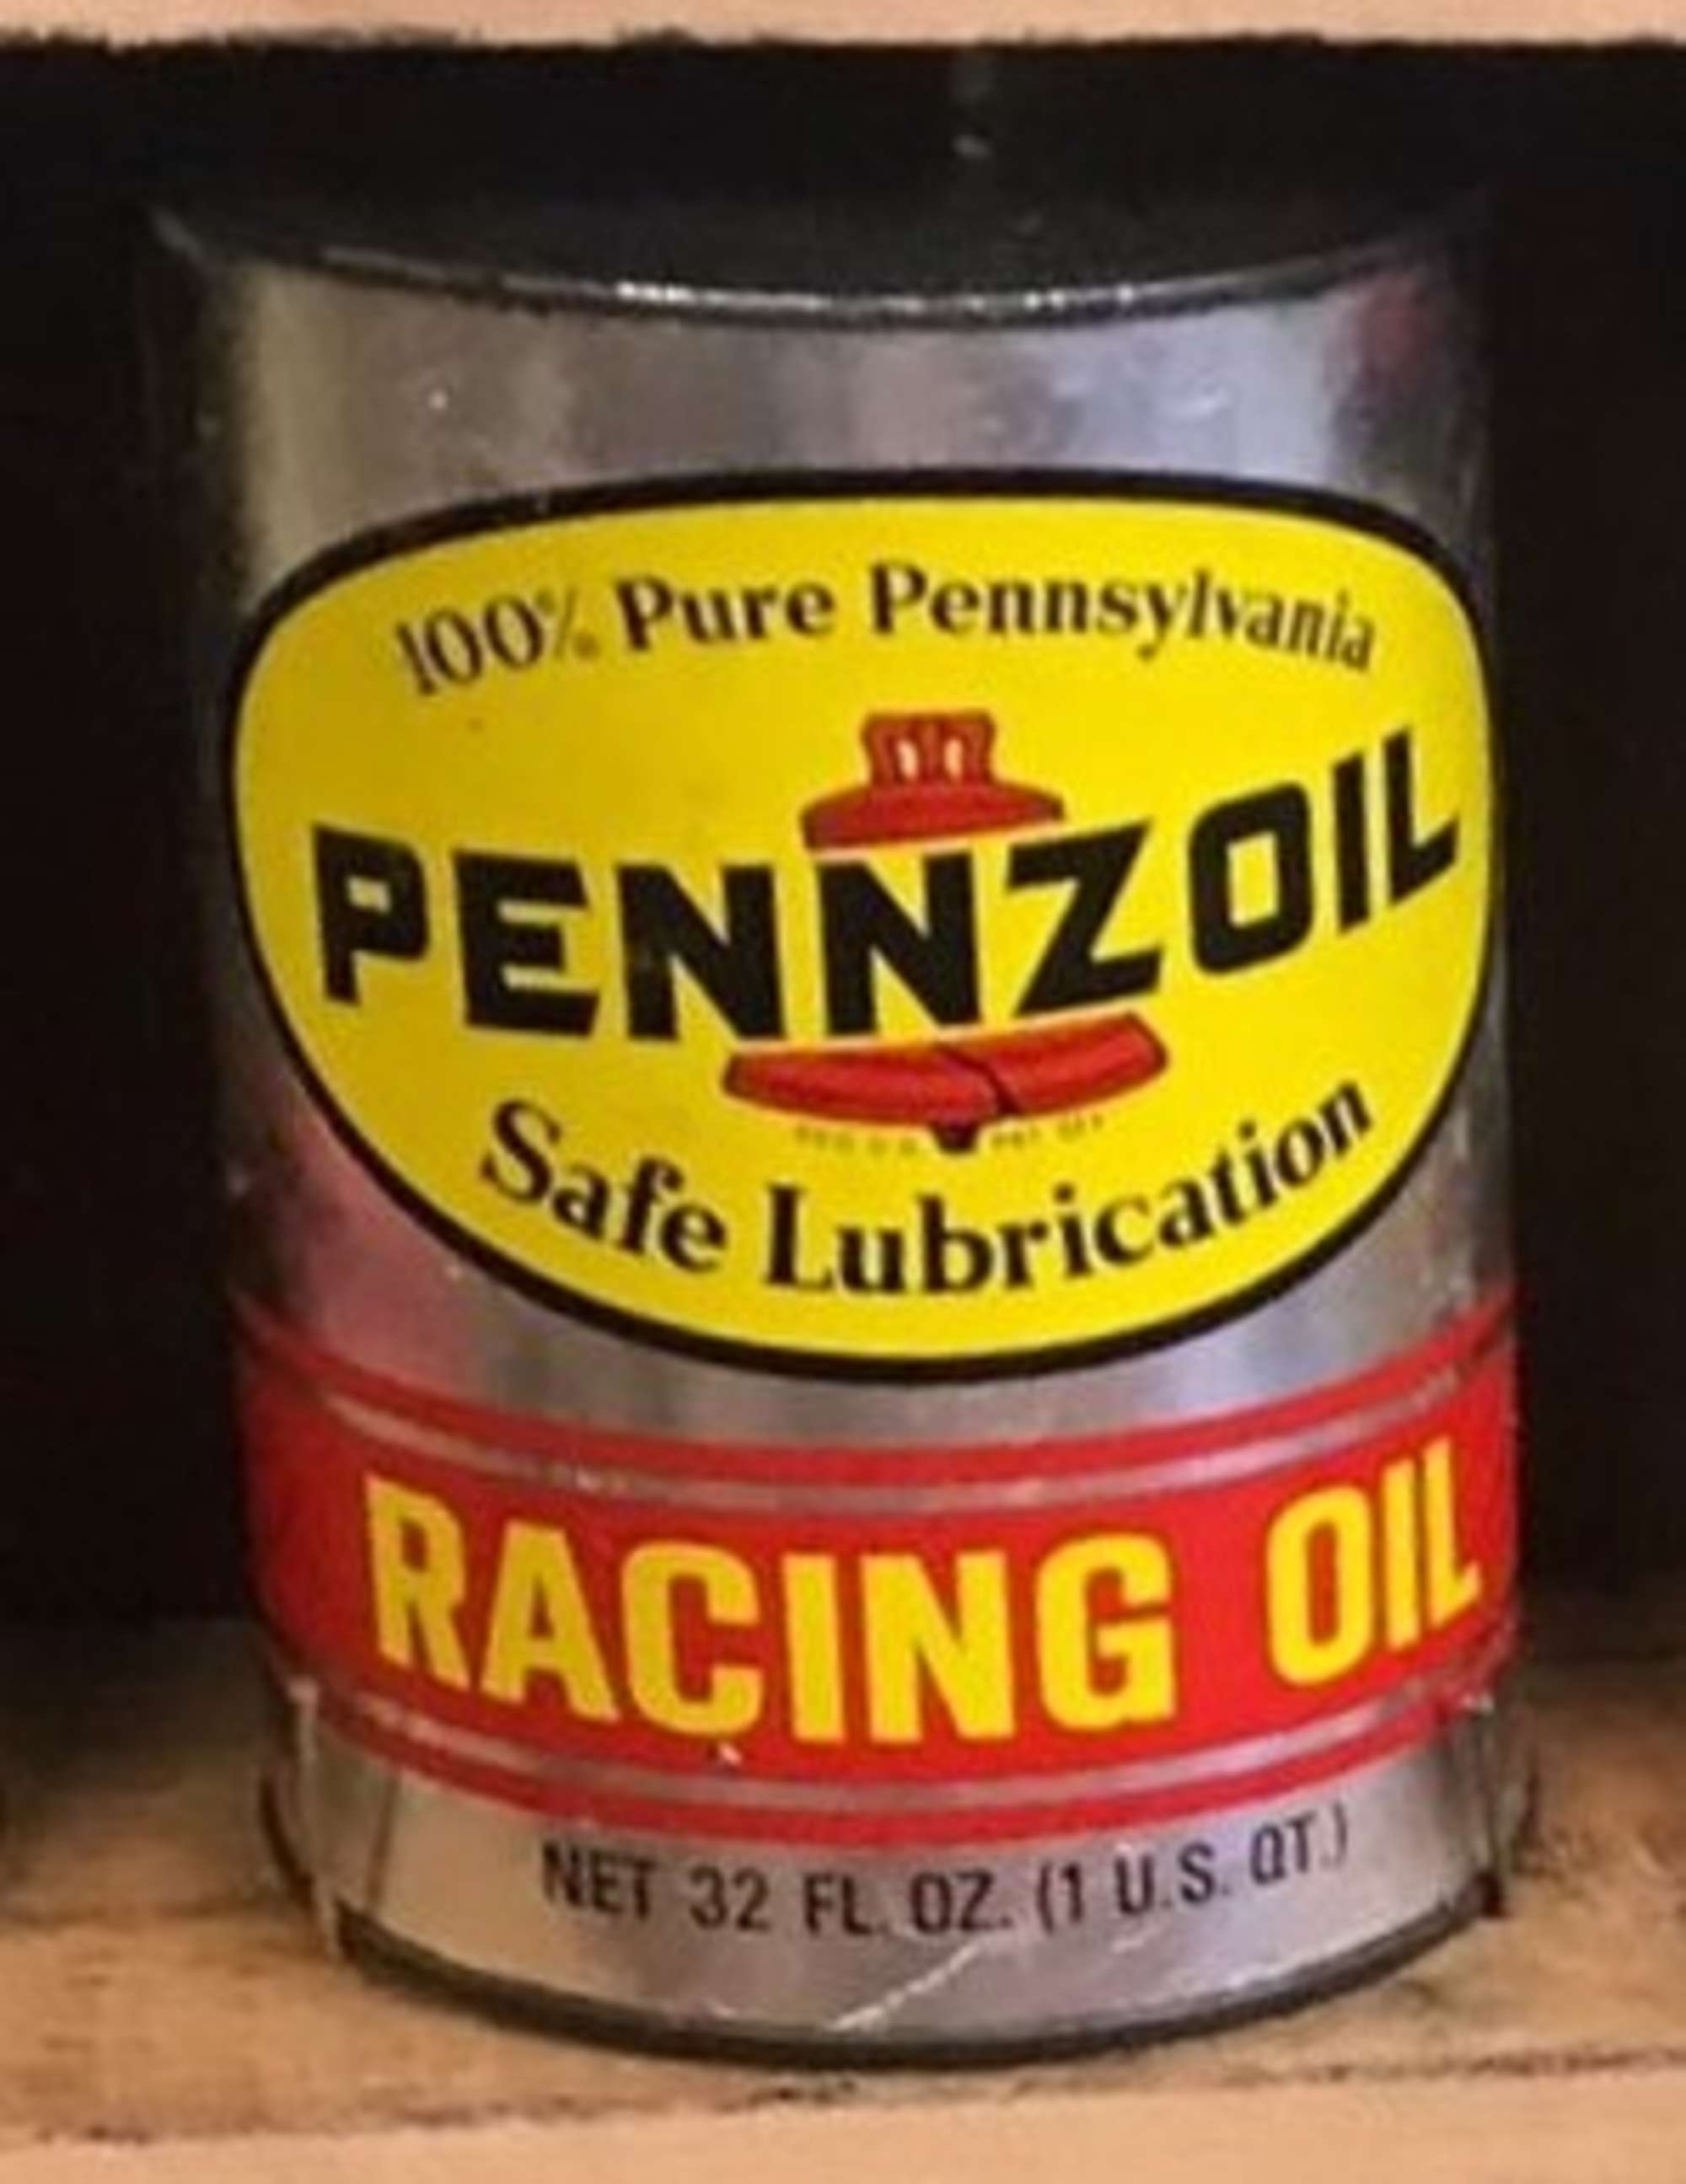 100% Pure Pennsylvania
PENNZOIL
Safe Lubrication
RACING OIL
NET 32 FL. OZ. (1 U.S. QT.)